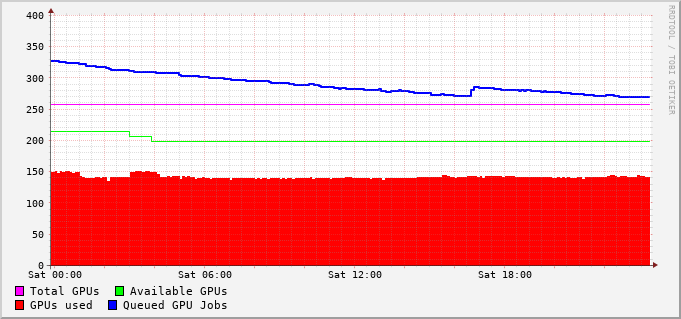 400
350
300
250
200
150
100
50
0
Sat 00:00 Sat 06:00 Sat 12:00 Sat 18:00
Total GPUs Available GPUs
GPUs used Queued GPU Jobs
RRDTOOL / TOBI OETIKER